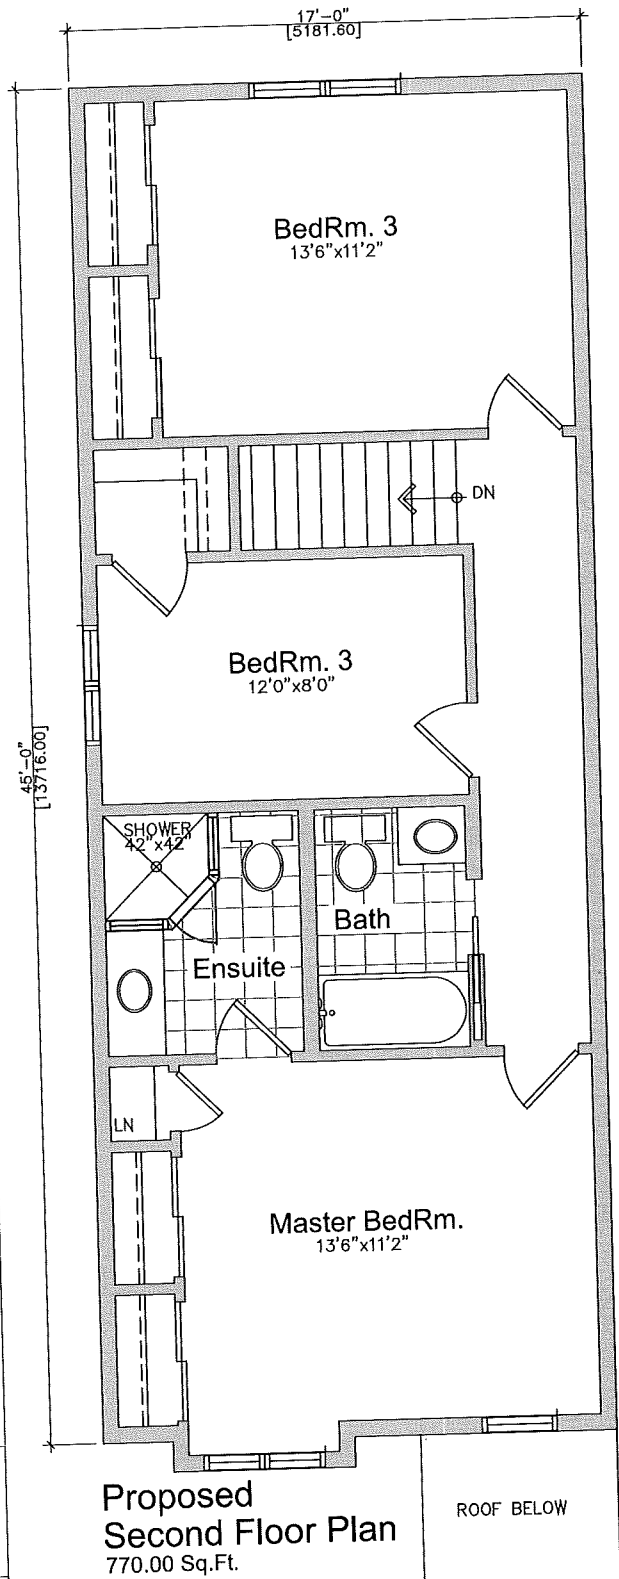 17'-0"
[5181.60]
BedRm. 3
13'6"x11'2"
DN
BedRm. 3
12'0"x8'0"
45'-0"
[13716.00]
SHOWER
42"x42"
Bath
Ensuite
LN
Master BedRm.
13'6"x11'2"
Proposed
Second Floor Plan
770.00 Sq.Ft.
ROOF BELOW